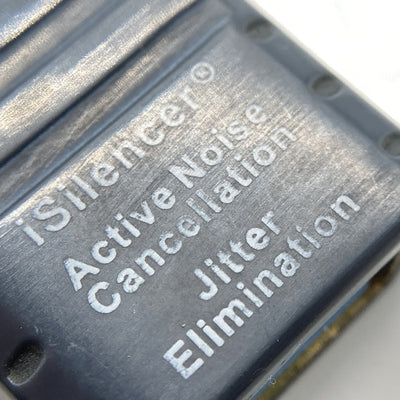 iSilencer®
Active Noise
Cancellation
Jitter
Elimination